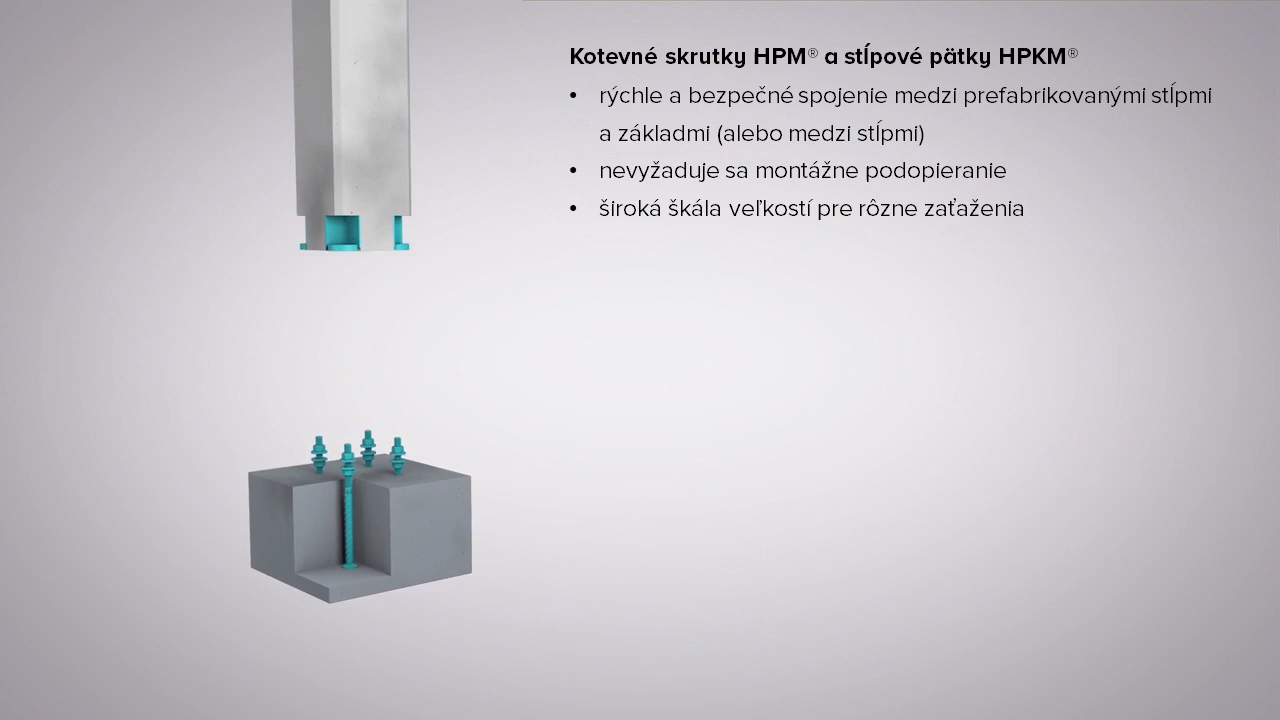 Kotevné skrutky HPM® a stĺpové pätky HPKM®
• rýchle a bezpečné spojenie medzi prefabrikovanými stĺpmi
a základmi (alebo medzi stĺpmi)
• nevyžaduje sa montážne podopieranie
• široká škála veľkostí pre rôzne zaťaženia